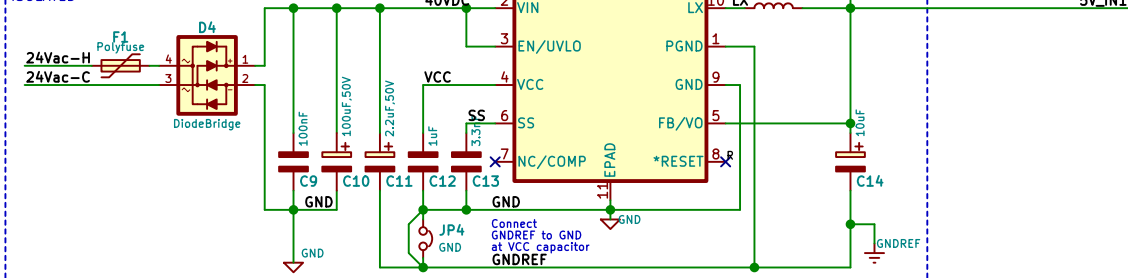 40VDC
2
VIN
LX
10
LX
5V_IN1
D4
F1
Polyfuse
24Vac-H
4
1
3
EN/UVLO
PGND
1
24Vac-C
3
2
VCC
4
VCC
GND
9
DiodeBridge
100nF
100uF,50V
2.2uF,50V
1uF
3.3n
SS
6
SS
FB/VO
5
10uF
7
NC/COMP
EPAD
*RESET
8
C9
C10
C11
C12
C13
11
C14
GND
GND
GND
JP4
GND
Connect
GNDREF to GND
at VCC capacitor
GNDREF
GND
GNDREF